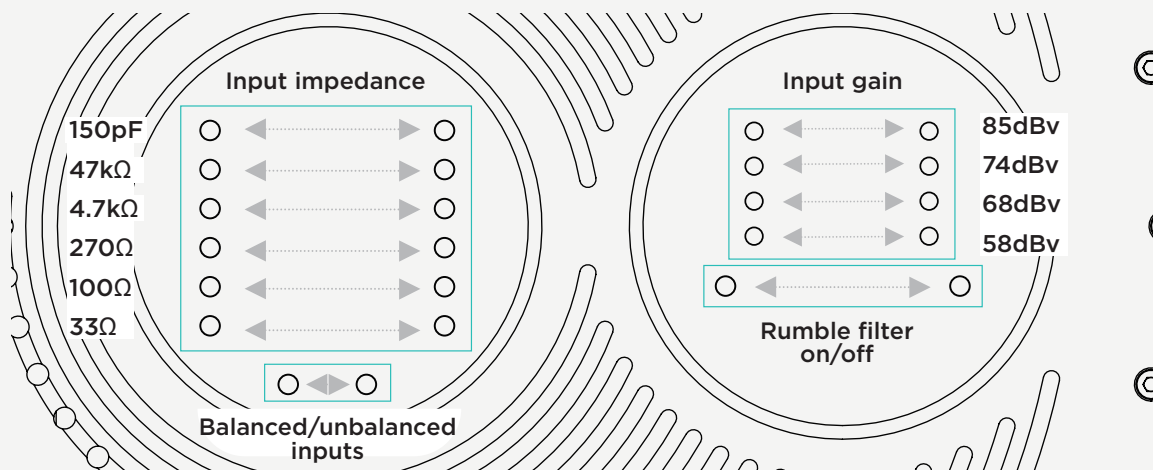 Input impedance
150pF
47kΩ
4.7kΩ
270Ω
100Ω
33Ω
Balanced/unbalanced
inputs
Input gain
85dBv
74dBv
68dBv
58dBv
Rumble filter
on/off